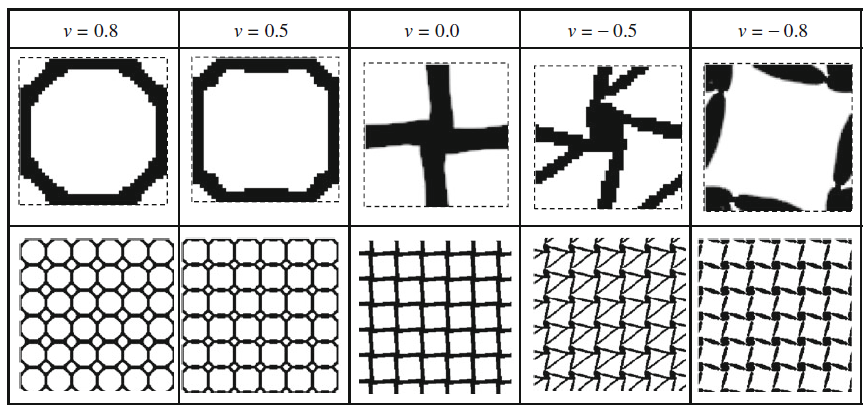 v = 0.8
v = 0.5
v = 0.0
v = − 0.5
v = − 0.8